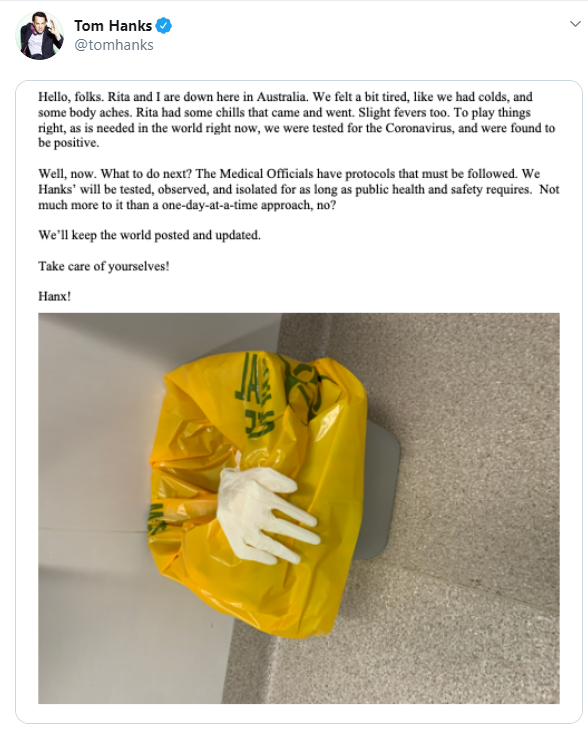 Tom Hanks
@tomhanks
Hello, folks. Rita and I are down here in Australia. We felt a bit tired, like we had colds, and
some body aches. Rita had some chills that came and went. Slight fevers too. To play things
right, as is needed in the world right now, we were tested for the Coronavirus, and were found to
be positive.
Well, now. What to do next? The Medical Officials have protocols that must be followed. We
Hanks’ will be tested, observed, and isolated for as long as public health and safety requires. Not
much more to it than a one-day-at-a-time approach, no?
We’ll keep the world posted and updated.
Take care of yourselves!
Hanx!